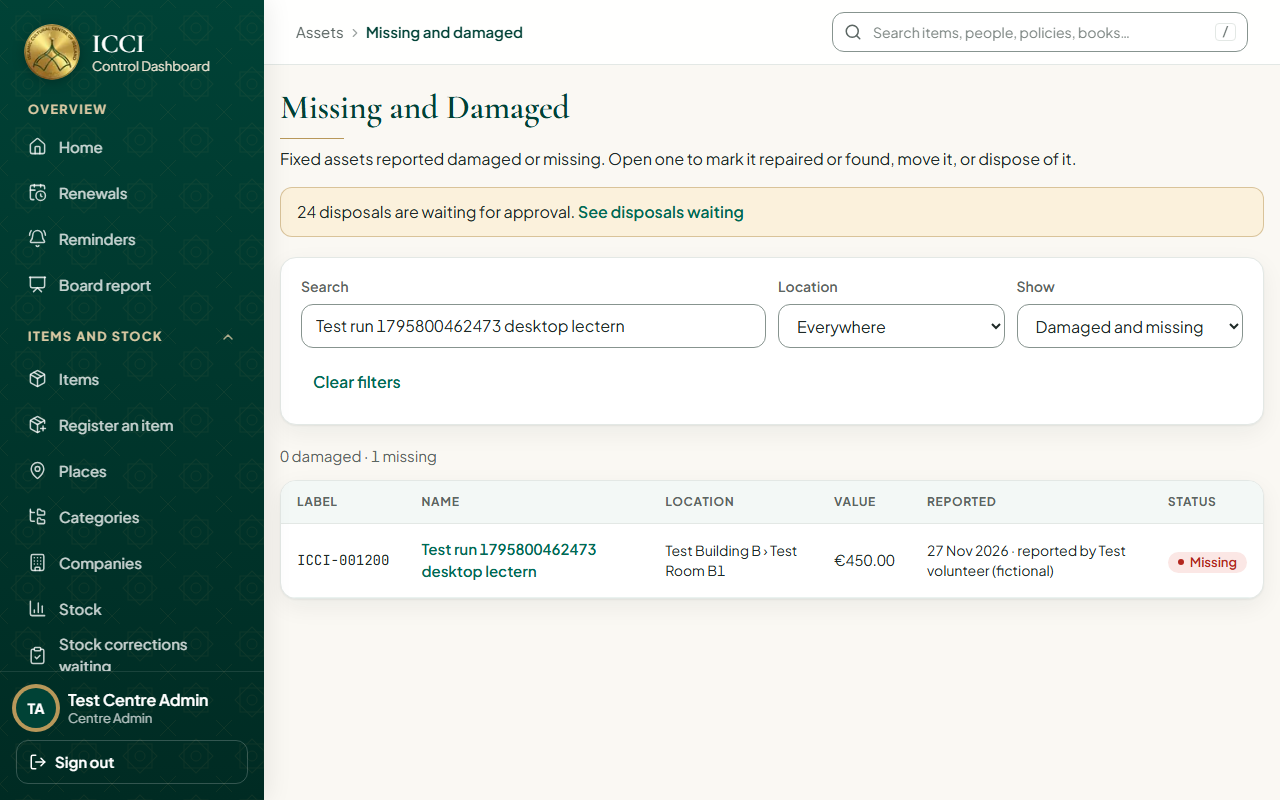 ICCI
Control Dashboard
OVERVIEW
Home
Renewals
Reminders
Board report
ITEMS AND STOCK
Items
Register an item
Places
Categories
Companies
Stock
Stock corrections
waiting
TA
Test Centre Admin
Centre Admin
Sign out
Assets › Missing and damaged
Search items, people, policies, books…
/
Missing and Damaged
Fixed assets reported damaged or missing. Open one to mark it repaired or found, move it, or dispose of it.
24 disposals are waiting for approval. See disposals waiting
Search
Location
Show
Test run 1795800462473 desktop lectern
Everywhere
Damaged and missing
Clear filters
0 damaged · 1 missing
LABEL NAME LOCATION VALUE REPORTED STATUS
ICCI-001200
Test run 1795800462473
desktop lectern
Test Building B › Test
Room B1
€450.00
27 Nov 2026 · reported by Test
volunteer (fictional)
Missing